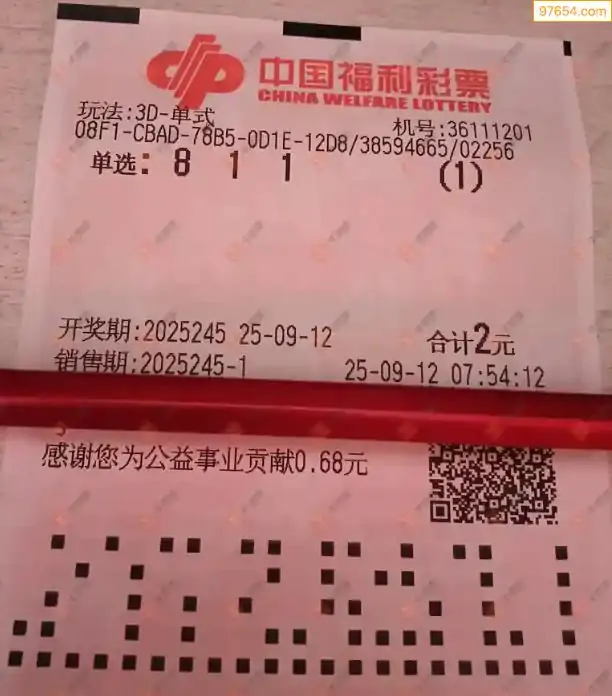 97654.com
中国福利彩票
CHINA WELFARE LOTTERY
玩法:3D-单式
机号:36111201
08F1-CBAD-78B5-0D1E-12D8/38594665/02256
单选: 8 1 1 (1)
开奖期:2025245 25-09-12 合计2元
销售期:2025245-1 25-09-12 07:54:12
感谢您为公益事业贡献0.68元